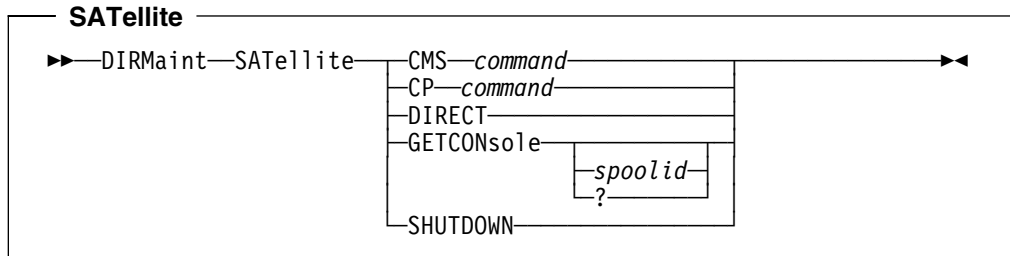 SATellite
►►──DIRMaint──SATellite──┬─CMS──command──┬──►◄
├─CP──command──┤
├─DIRECT──┤
├─GETCONsole──┬──┬──┤
├─spoolid─┤
└─?─┘
└─SHUTDOWN──┘